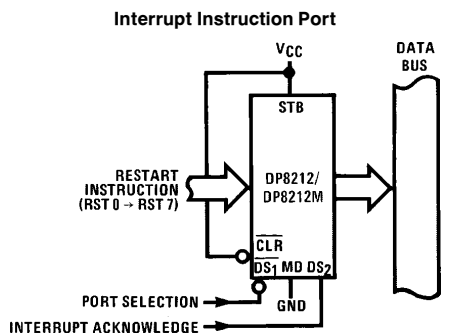 Interrupt Instruction Port
VCC
DATA
BUS
STB
RESTART
INSTRUCTION
(RST 0 → RST 7)
DP8212/
DP8212M
CLR
DS1 MD DS2
PORT SELECTION
GND
INTERRUPT ACKNOWLEDGE